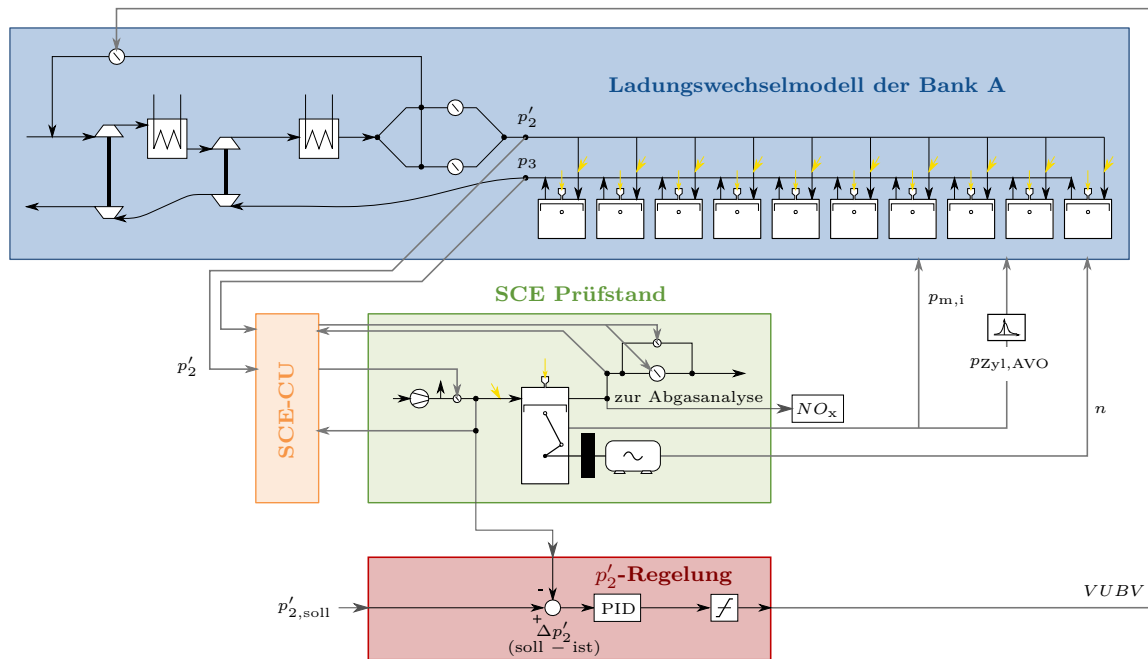 Ladungswechselmodell der Bank A
p′2
p3
SCE Prüfstand
pm,i
pZyl,AVO
p′2
SCE-CU
zur Abgasanalyse
NOx
n
p′2-Regelung
p′2,soll
-
+
PID
VUBV
Δp′2
(soll − ist)